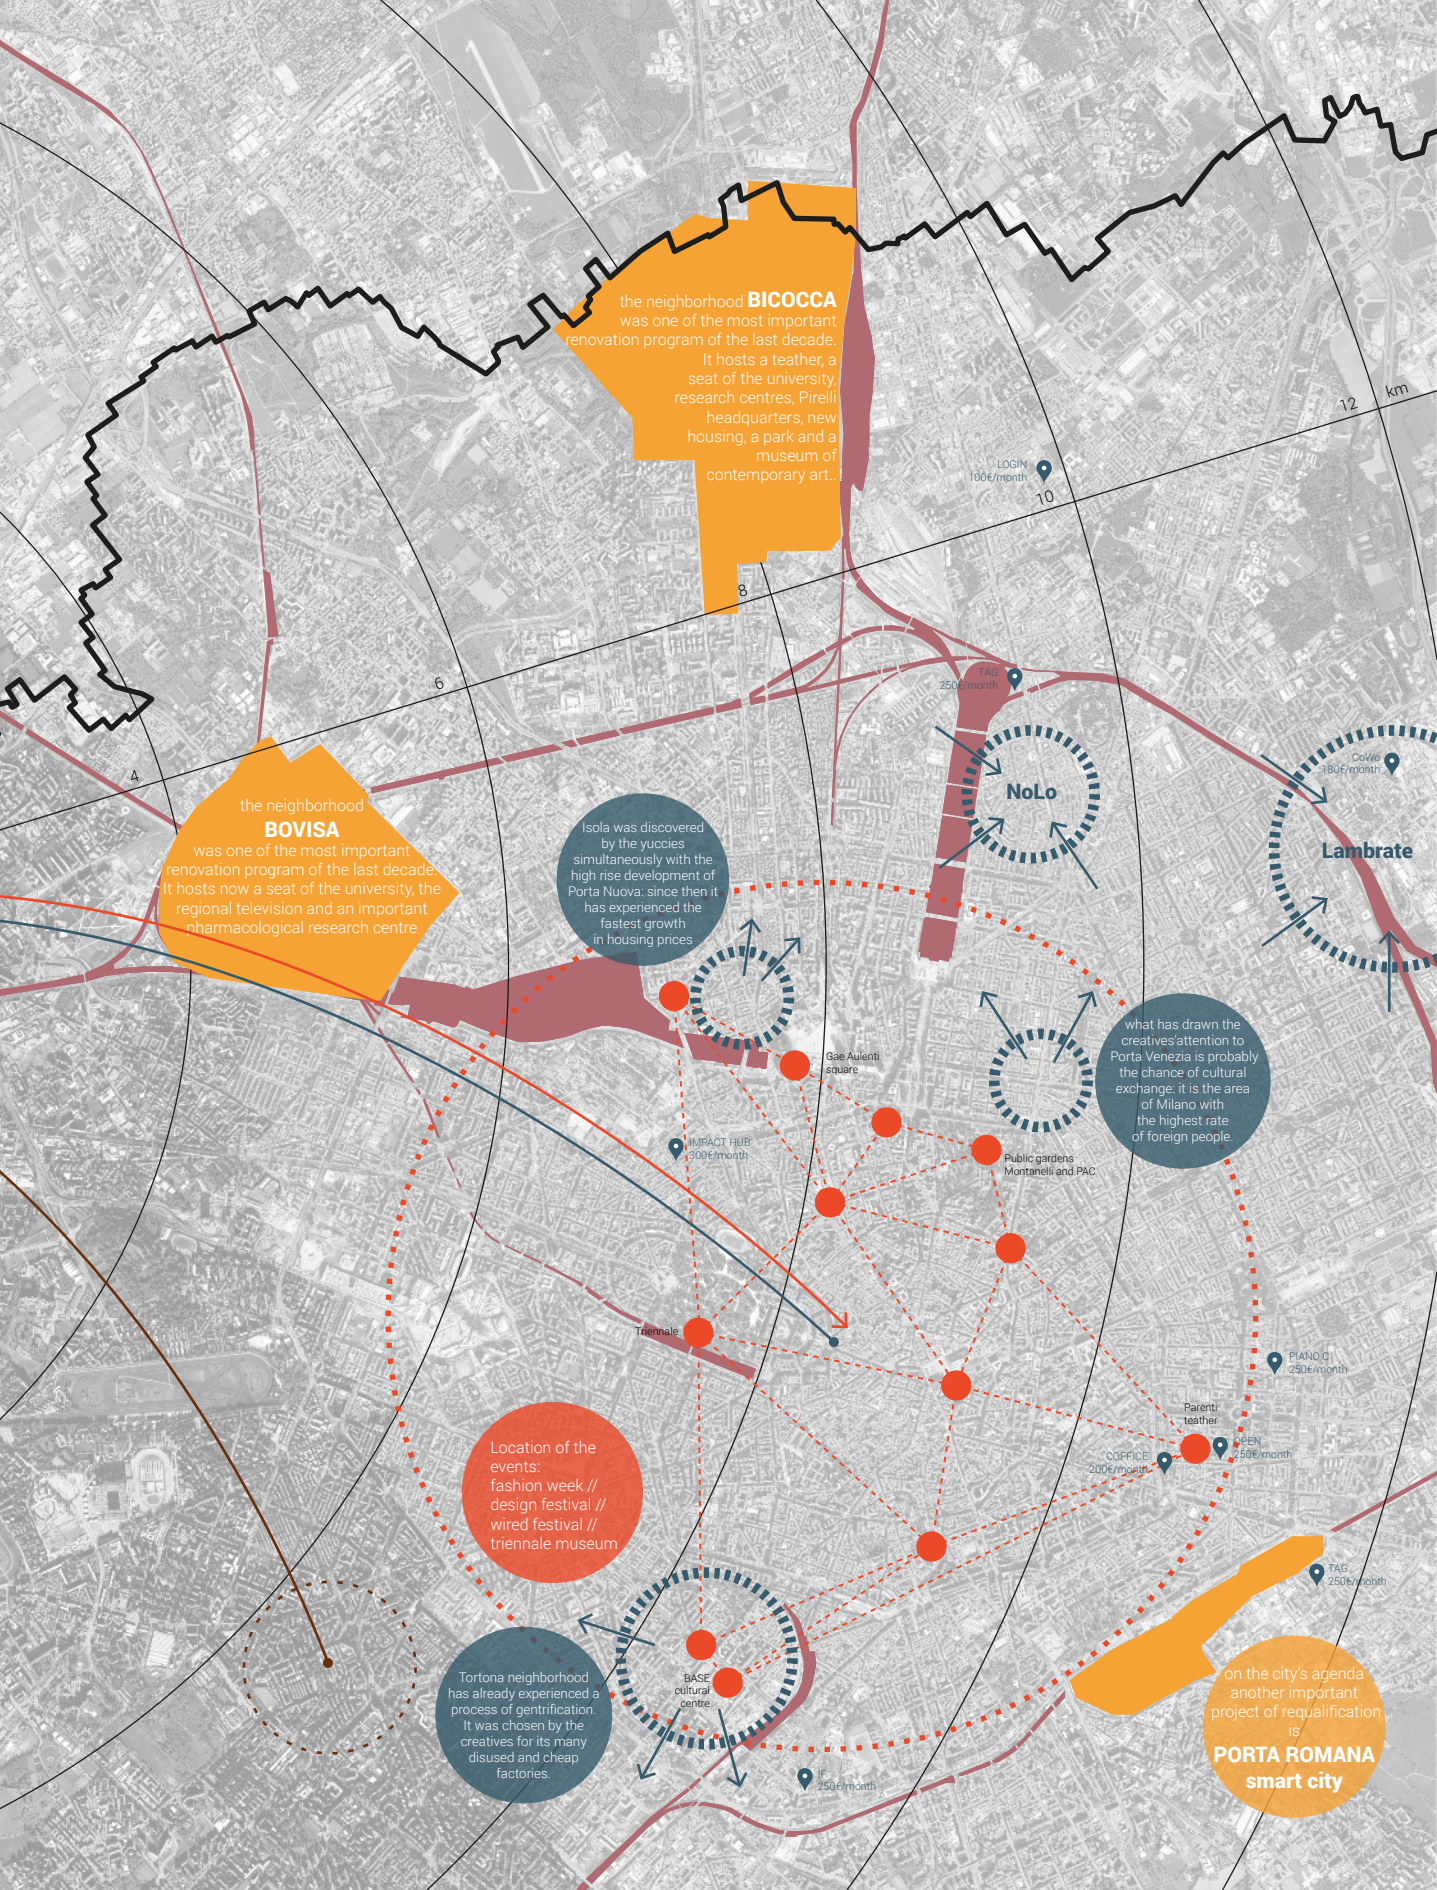 the neighborhood BICOCCA
was one of the most important
renovation program of the last decade.
It hosts a teather, a
seat of the university,
research centres, Pirelli
headquarters, new
housing, a park and a
museum of
contemporary art..
km
12
LOGIN
100€/month
10
8
6
4
TAG
250€/month
NoLo
CoWo
180€/month
Lambrate
the neighborhood
BOVISA
was one of the most important
renovation program of the last decade.
It hosts now a seat of the university, the
regional television and an important
pharmacological research centre
Isola was discovered
by the yuccies
simultaneously with the
high rise development of
Porta Nuova: since then it
has experienced the
fastest growth
in housing prices
what has drawn the
creatives'attention to
Porta Venezia is probably
the chance of cultural
exchange: it is the area
of Milano with
the highest rate
of foreign people.
Gae Aulenti
square
IMPACT HUB
300€/month
Public gardens
Montanelli and PAC
Triennale
PIANO C
250€/month
Parenti
teather
OPEN
250€/month
COFFICE
200€/month
Location of the
events:
fashion week //
design festival //
wired festival //
triennale museum
TAG
250€/month
Tortona neighborhood
has already experienced a
process of gentrification.
It was chosen by the
creatives for its many
disused and cheap
factories.
BASE
cultural
centre
IF
250€/month
on the city's agenda
another important
project of requalification
is
PORTA ROMANA
smart city